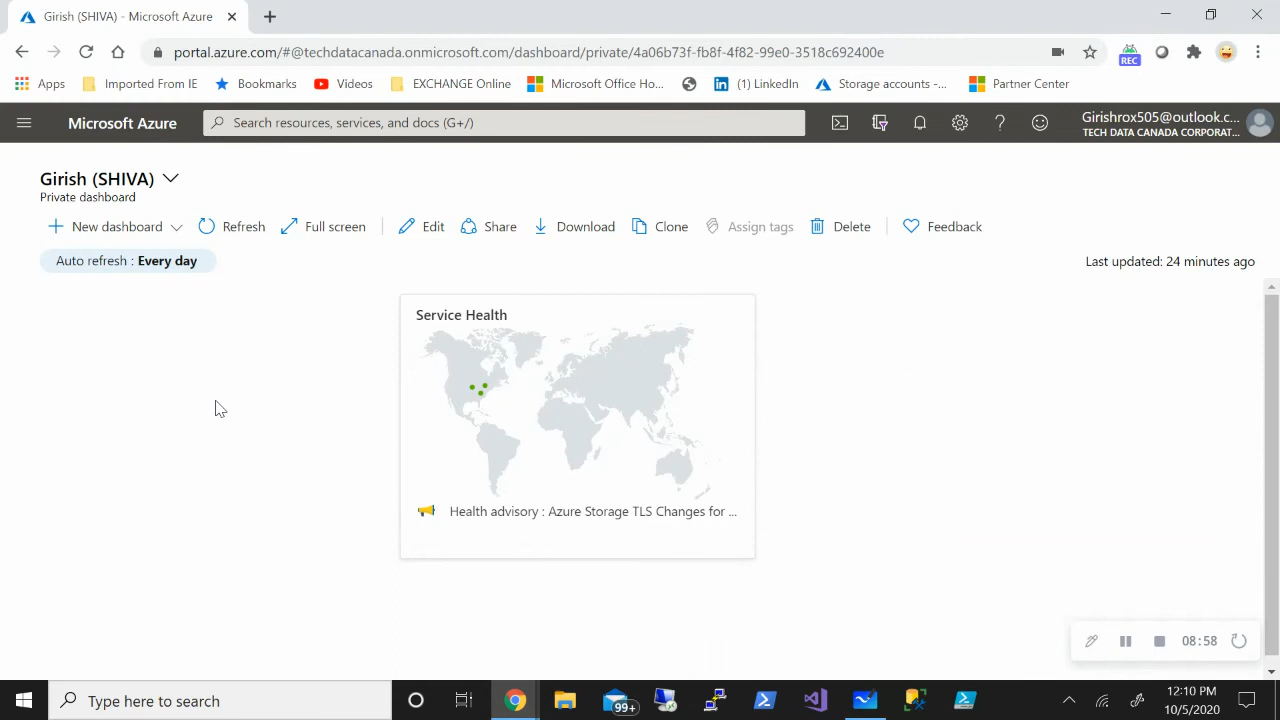 Girish (SHIVA) - Microsoft Azure
portal.azure.com/#@techdatacanada.onmicrosoft.com/dashboard/private/4a06b73f-fb8f-4f82-99e0-3518c692400e
REC
Apps Imported From IE Bookmarks Videos EXCHANGE Online Microsoft Office Ho... (1) LinkedIn Storage accounts -... Partner Center
Microsoft Azure Search resources, services, and docs (G+/) Girishrox505@outlook.c...
TECH DATA CANADA CORPORAT...
Girish (SHIVA)
Private dashboard
New dashboard Refresh Full screen Edit Share Download Clone Assign tags Delete Feedback
Auto refresh : Every day Last updated: 24 minutes ago
Service Health
Health advisory : Azure Storage TLS Changes for ...
08:58
Type here to search 99+ 12:10 PM
10/5/2020